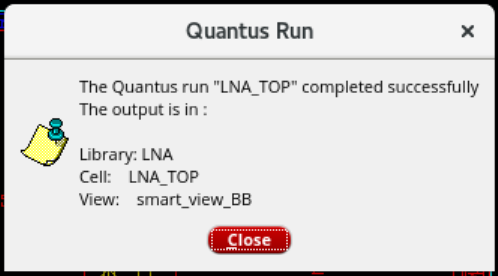 Quantus Run
The Quantus run "LNA_TOP" completed successfully
The output is in :
Library: LNA
Cell: LNA_TOP
View: smart_view_BB
Close